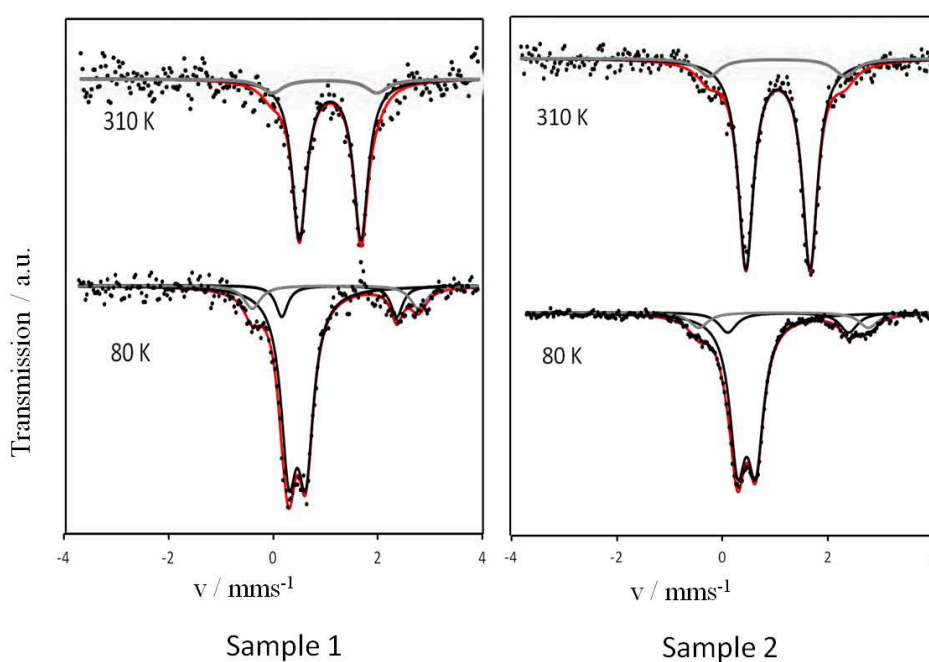 310 K
80 K
310 K
80 K
Transmission / a.u.
-4 -2 0 2 4
-4 -2 0 2
v / mms-1
v / mms-1
Sample 1
Sample 2